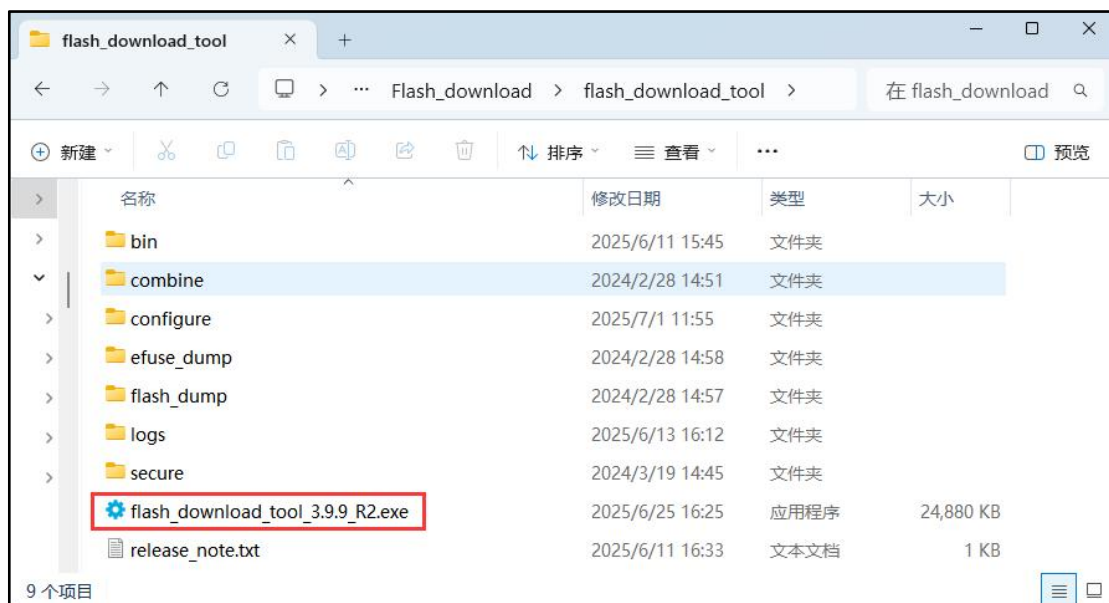 flash_download_tool
Flash_download > flash_download_tool > 在 flash_download
新建 排序 查看 ... 预览
名称 修改日期 类型 大小
bin 2025/6/11 15:45 文件夹
combine 2024/2/28 14:51 文件夹
configure 2025/7/1 11:55 文件夹
efuse_dump 2024/2/28 14:58 文件夹
flash_dump 2024/2/28 14:57 文件夹
logs 2025/6/13 16:12 文件夹
secure 2024/3/19 14:45 文件夹
flash_download_tool_3.9.9_R2.exe 2025/6/25 16:25 应用程序 24,880 KB
release_note.txt 2025/6/11 16:33 文本文档 1 KB
9 个项目